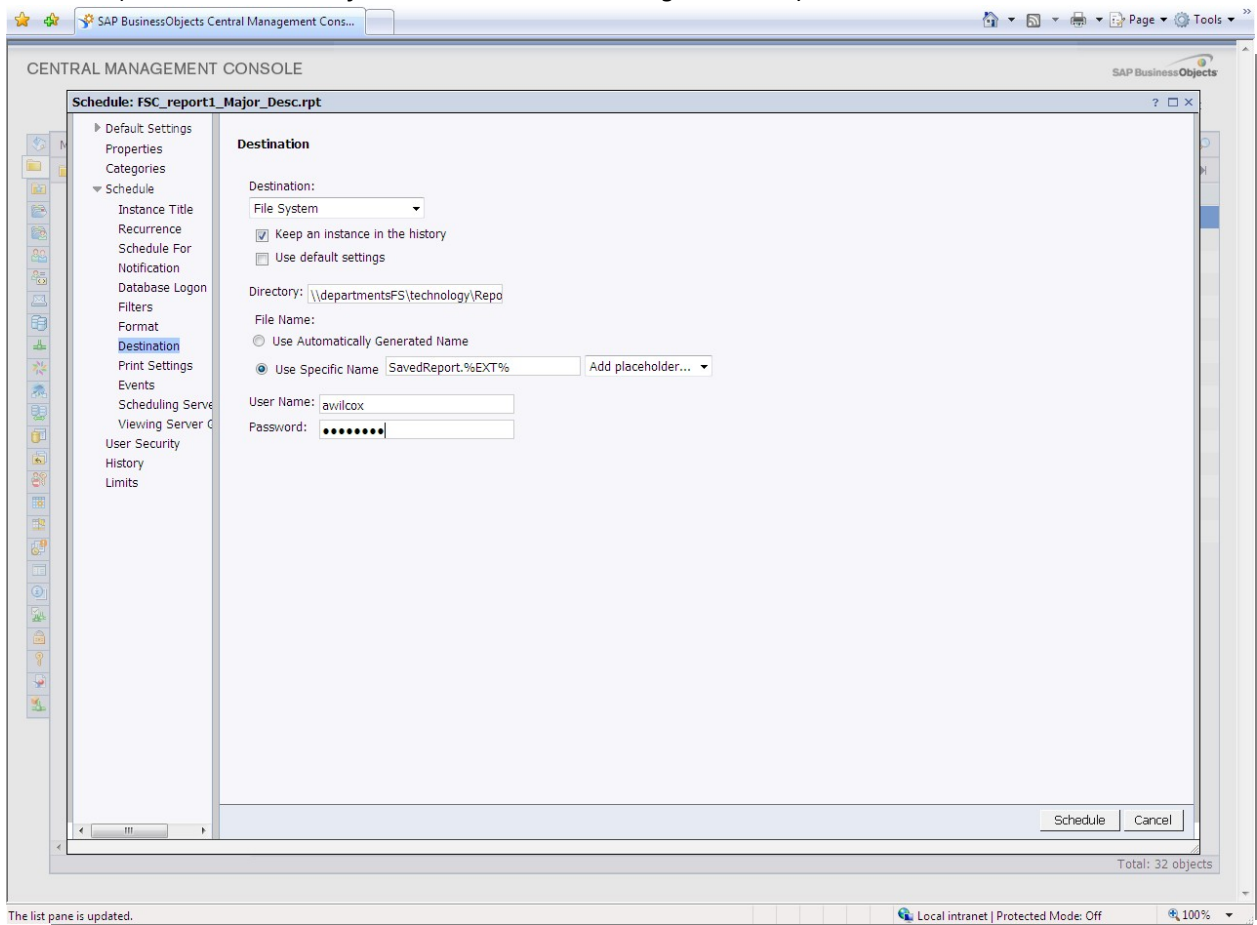 SAP BusinessObjects Central Management Cons...
Page Tools
CENTRAL MANAGEMENT CONSOLE
SAP BusinessObjects
Schedule: FSC_report1_Major_Desc.rpt
Default Settings
Properties
Categories
Schedule
Instance Title
Recurrence
Schedule For
Notification
Database Logon
Filters
Format
Destination
Print Settings
Events
Scheduling Serve
Viewing Server
User Security
History
Limits
Destination
Destination:
File System
Keep an instance in the history
Use default settings
Directory: \\departmentsFS\technology\Repo
File Name:
Use Automatically Generated Name
Use Specific Name SavedReport.%EXT% Add placeholder...
User Name: awilcox
Password: ••••••••
Schedule Cancel
Total: 32 objects
The list pane is updated.
Local intranet | Protected Mode: Off 100%